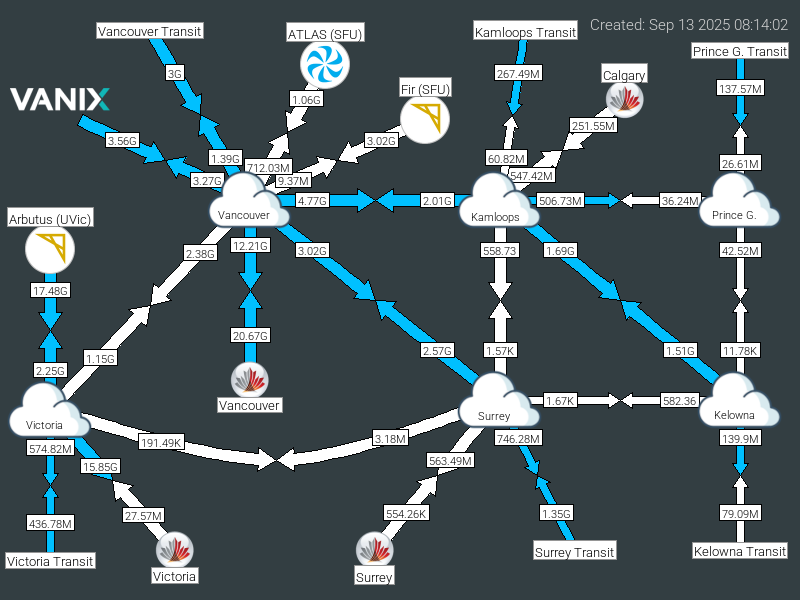 Created: Sep 13 2025 08:14:02
Vancouver Transit
ATLAS (SFU)
Kamloops Transit
Prince G. Transit
3G
267.49M
Calgary
137.57M
VANIX
1.06G
Fir (SFU)
251.55M
3.56G
3.02G
1.39G
712.03M
60.82M
26.61M
3.27G
9.37M
547.42M
4.77G
2.01G
506.73M
36.24M
Vancouver
Kamloops
Prince G.
Arbutus (UVic)
2.38G
12.21G
3.02G
558.73
1.69G
42.52M
17.48G
20.67G
2.57G
1.57K
1.51G
11.78K
1.15G
2.25G
Vancouver
1.67K
582.36
Victoria
Surrey
Kelowna
191.49K
3.18M
746.28M
139.9M
574.82M
15.85G
563.49M
436.78M
27.57M
554.26K
1.35G
79.09M
Victoria Transit
Victoria
Surrey
Surrey Transit
Kelowna Transit